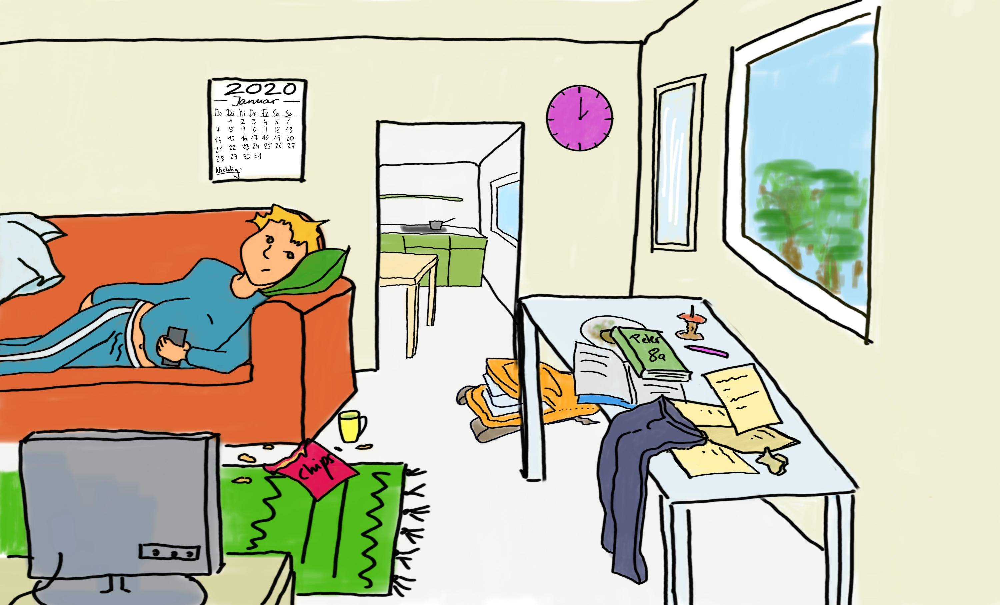 2020
Januar
Mo Di Mi Do Fr Sa So
1 2 3 4 5 6
7 8 9 10 11 12 13
14 15 16 17 18 19 20
21 22 23 24 25 26 27
28 29 30 31
Wichtig:
Peter
8a
chips